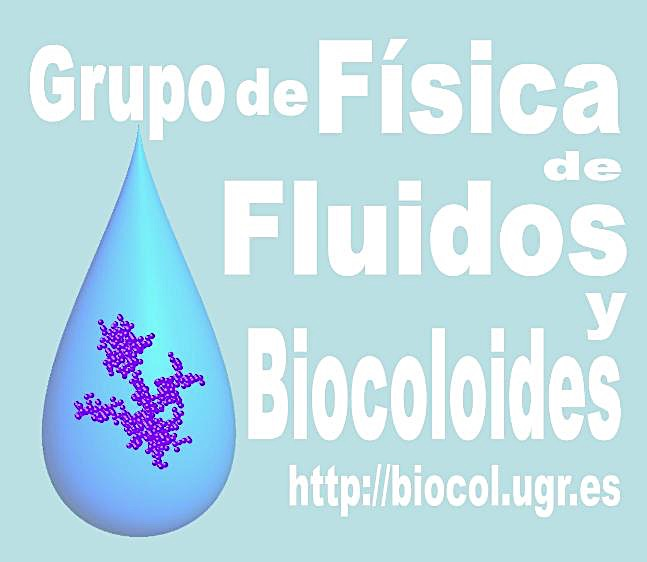 Grupo de Física
de
Fluidos
y
Biocoloides
http://biocol.ugr.es